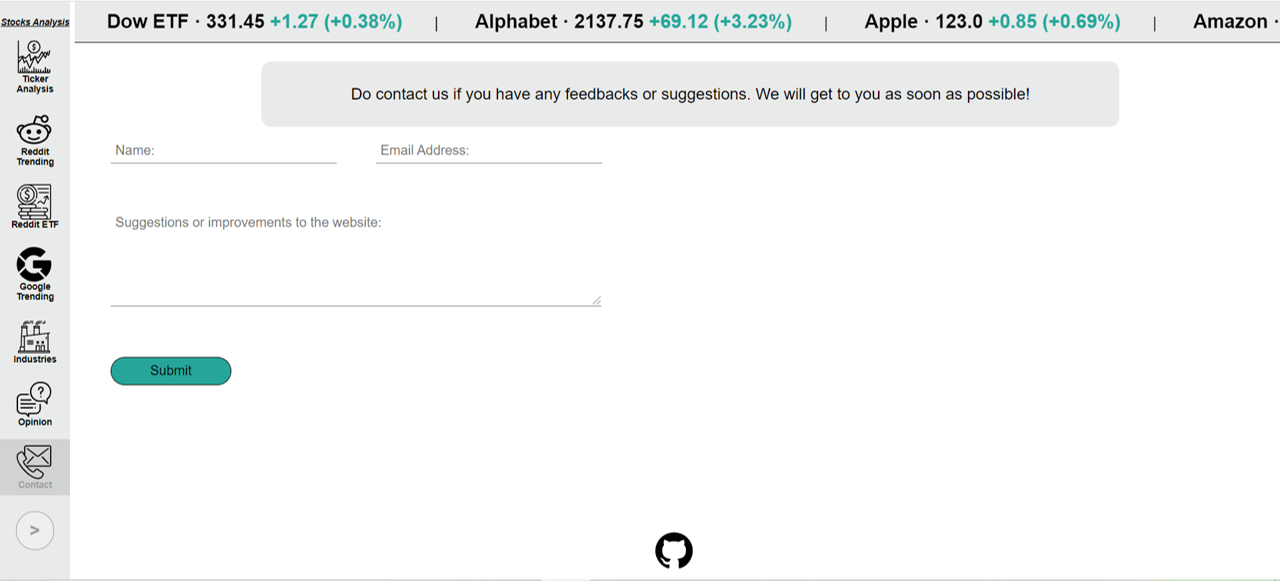 Stocks Analysis
Dow ETF · 331.45 +1.27 (+0.38%) | Alphabet · 2137.75 +69.12 (+3.23%) | Apple · 123.0 +0.85 (+0.69%) | Amazon ·
Ticker
Analysis
Reddit
Trending
Reddit ETF
Google
Trending
Industries
Opinion
Contact
>
Do contact us if you have any feedbacks or suggestions. We will get to you as soon as possible!
Name: Email Address:
Suggestions or improvements to the website:
Submit